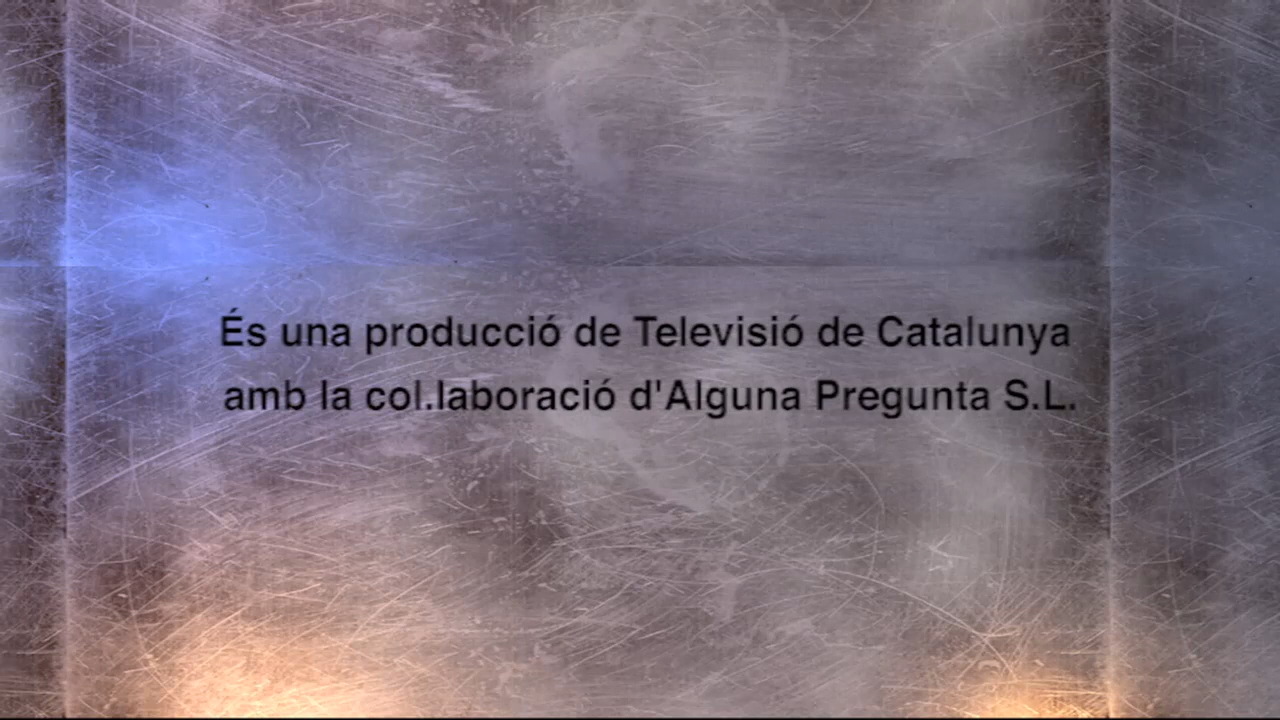 És una producció de Televisió de Catalunya
amb la col.laboració d'Alguna Pregunta S.L.